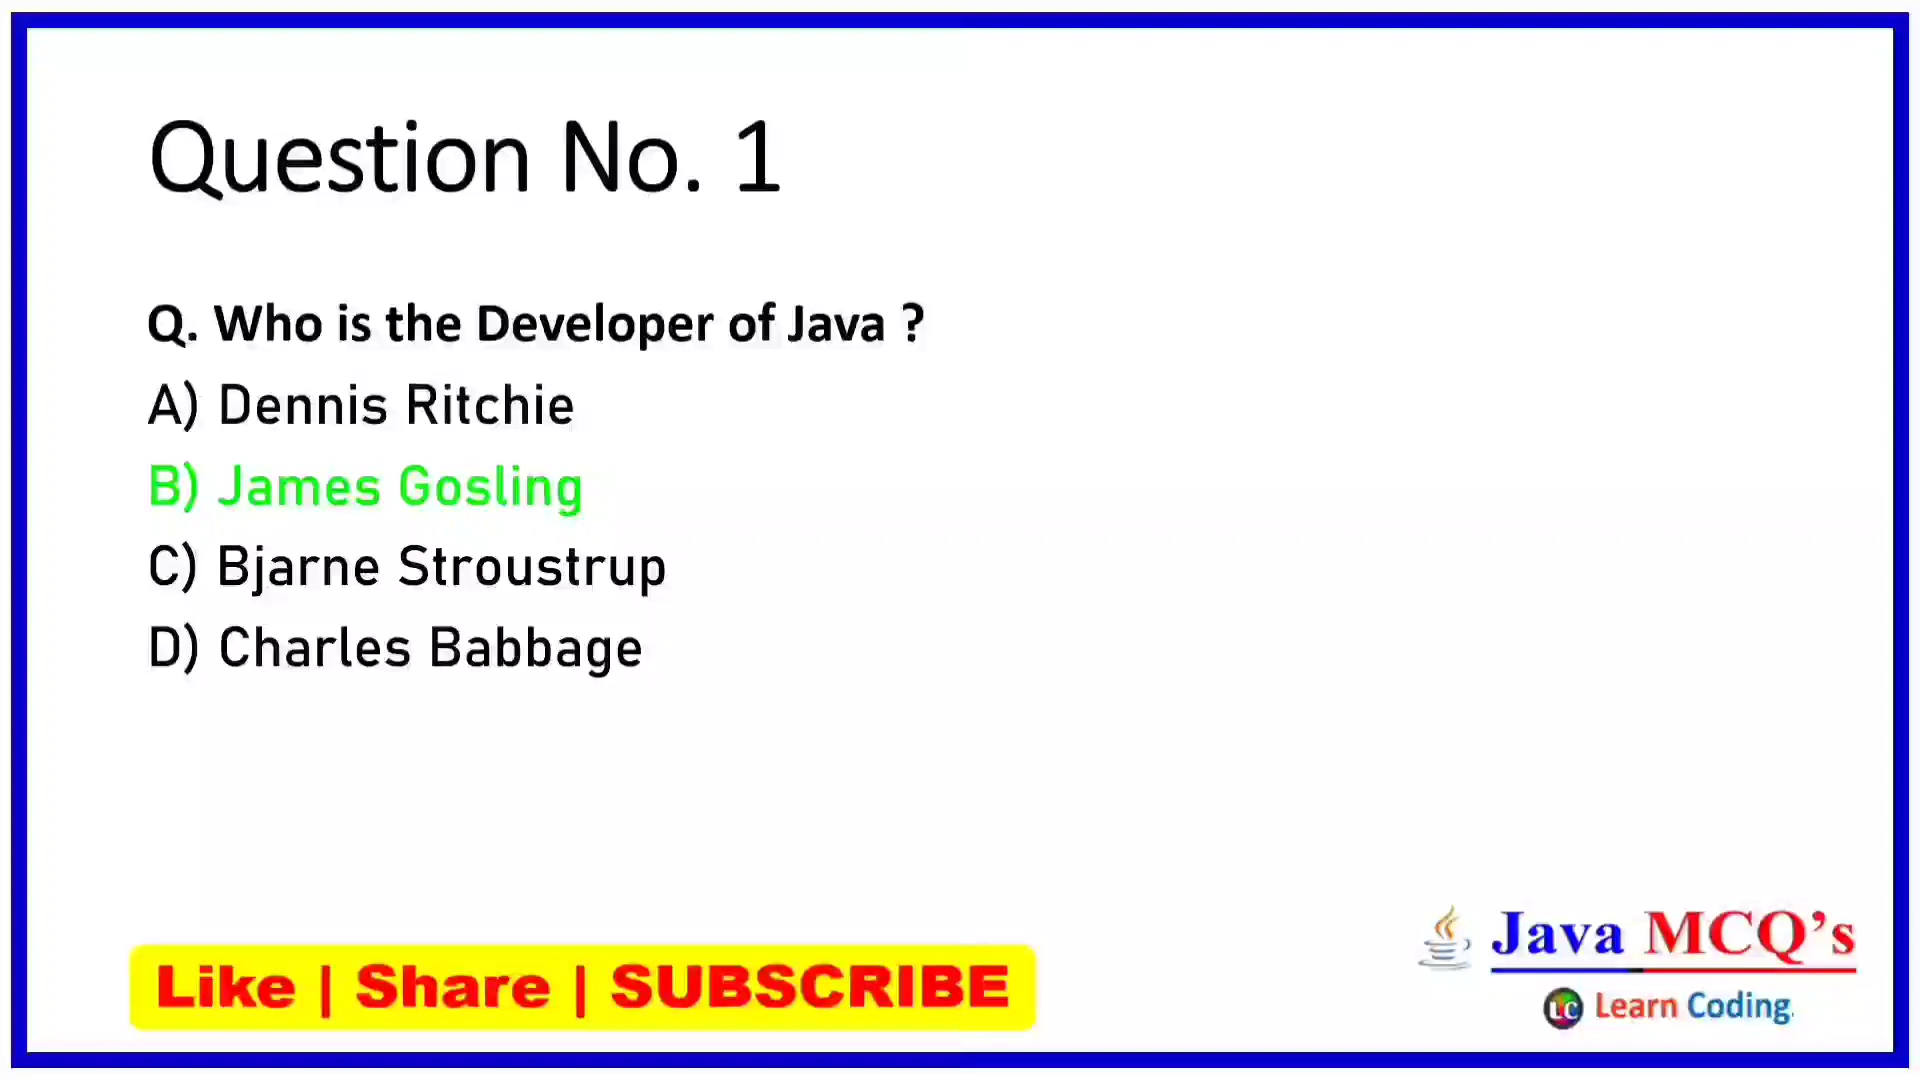 Question No. 1
Q. Who is the Developer of Java ?
A) Dennis Ritchie
B) James Gosling
C) Bjarne Stroustrup
D) Charles Babbage
Like | Share | SUBSCRIBE
Java MCQ’s
LC Learn Coding